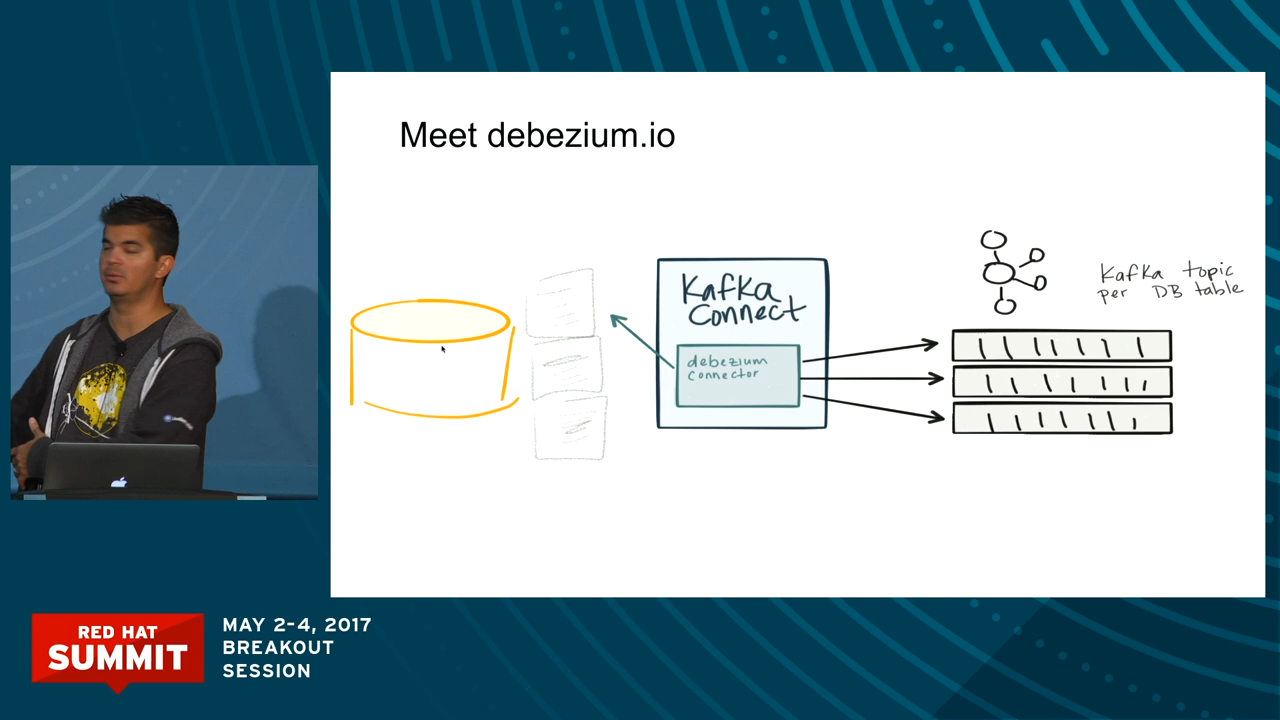 Meet debezium.io
Kafka
Connect
debezium
connector
Kafka topic
per DB table
RED HAT
SUMMIT
MAY 2-4, 2017
BREAKOUT
SESSION